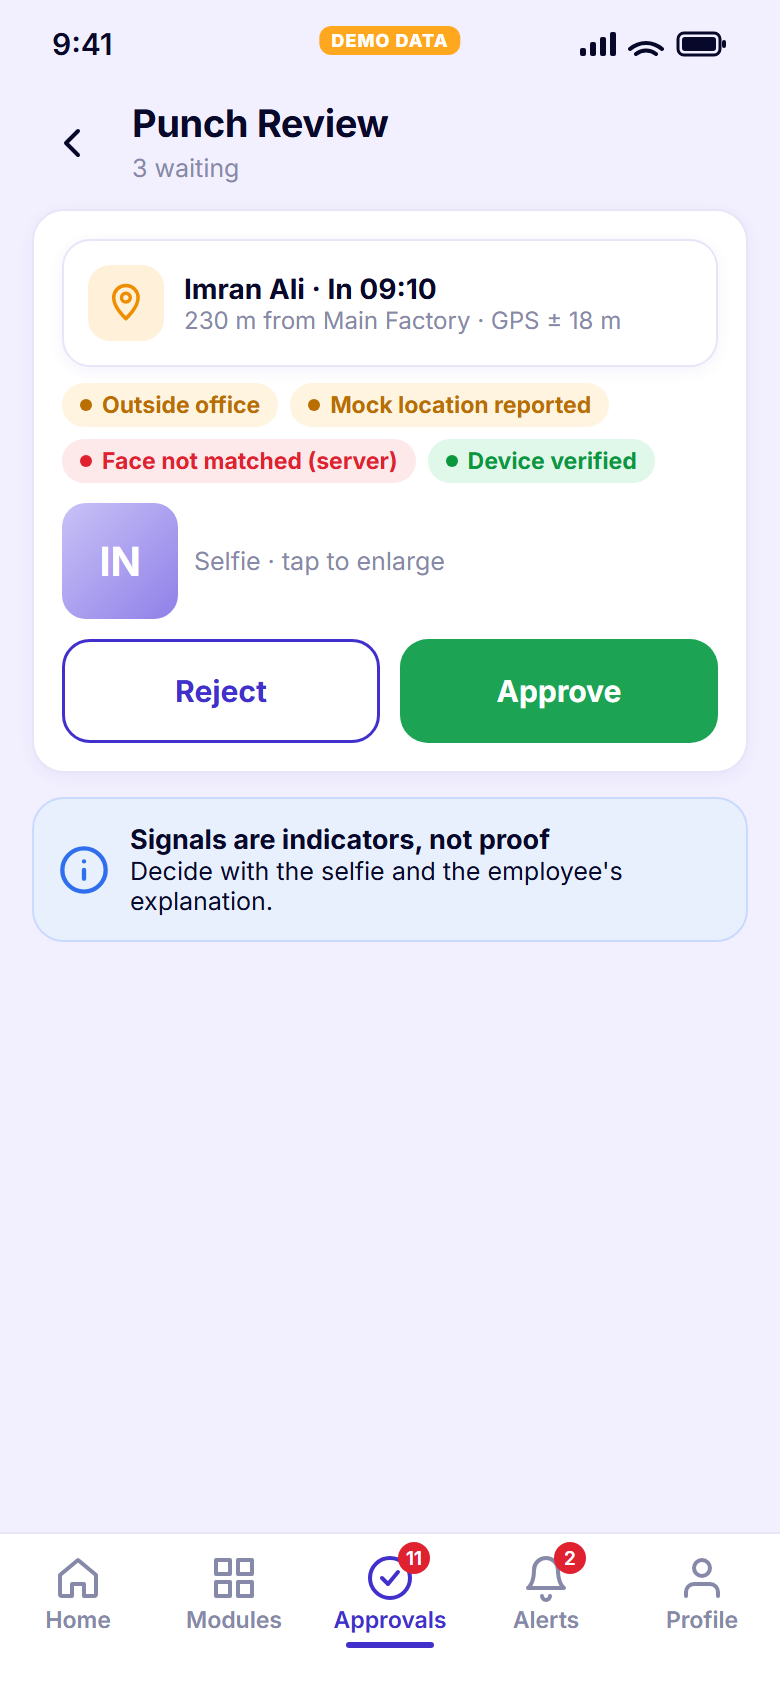 9:41
DEMO DATA
Punch Review
3 waiting
Imran Ali · In 09:10
230 m from Main Factory · GPS ± 18 m
Outside office
Mock location reported
Face not matched (server)
Device verified
IN
Selfie · tap to enlarge
Reject
Approve
Signals are indicators, not proof
Decide with the selfie and the employee's
explanation.
11
2
Home
Modules
Approvals
Alerts
Profile